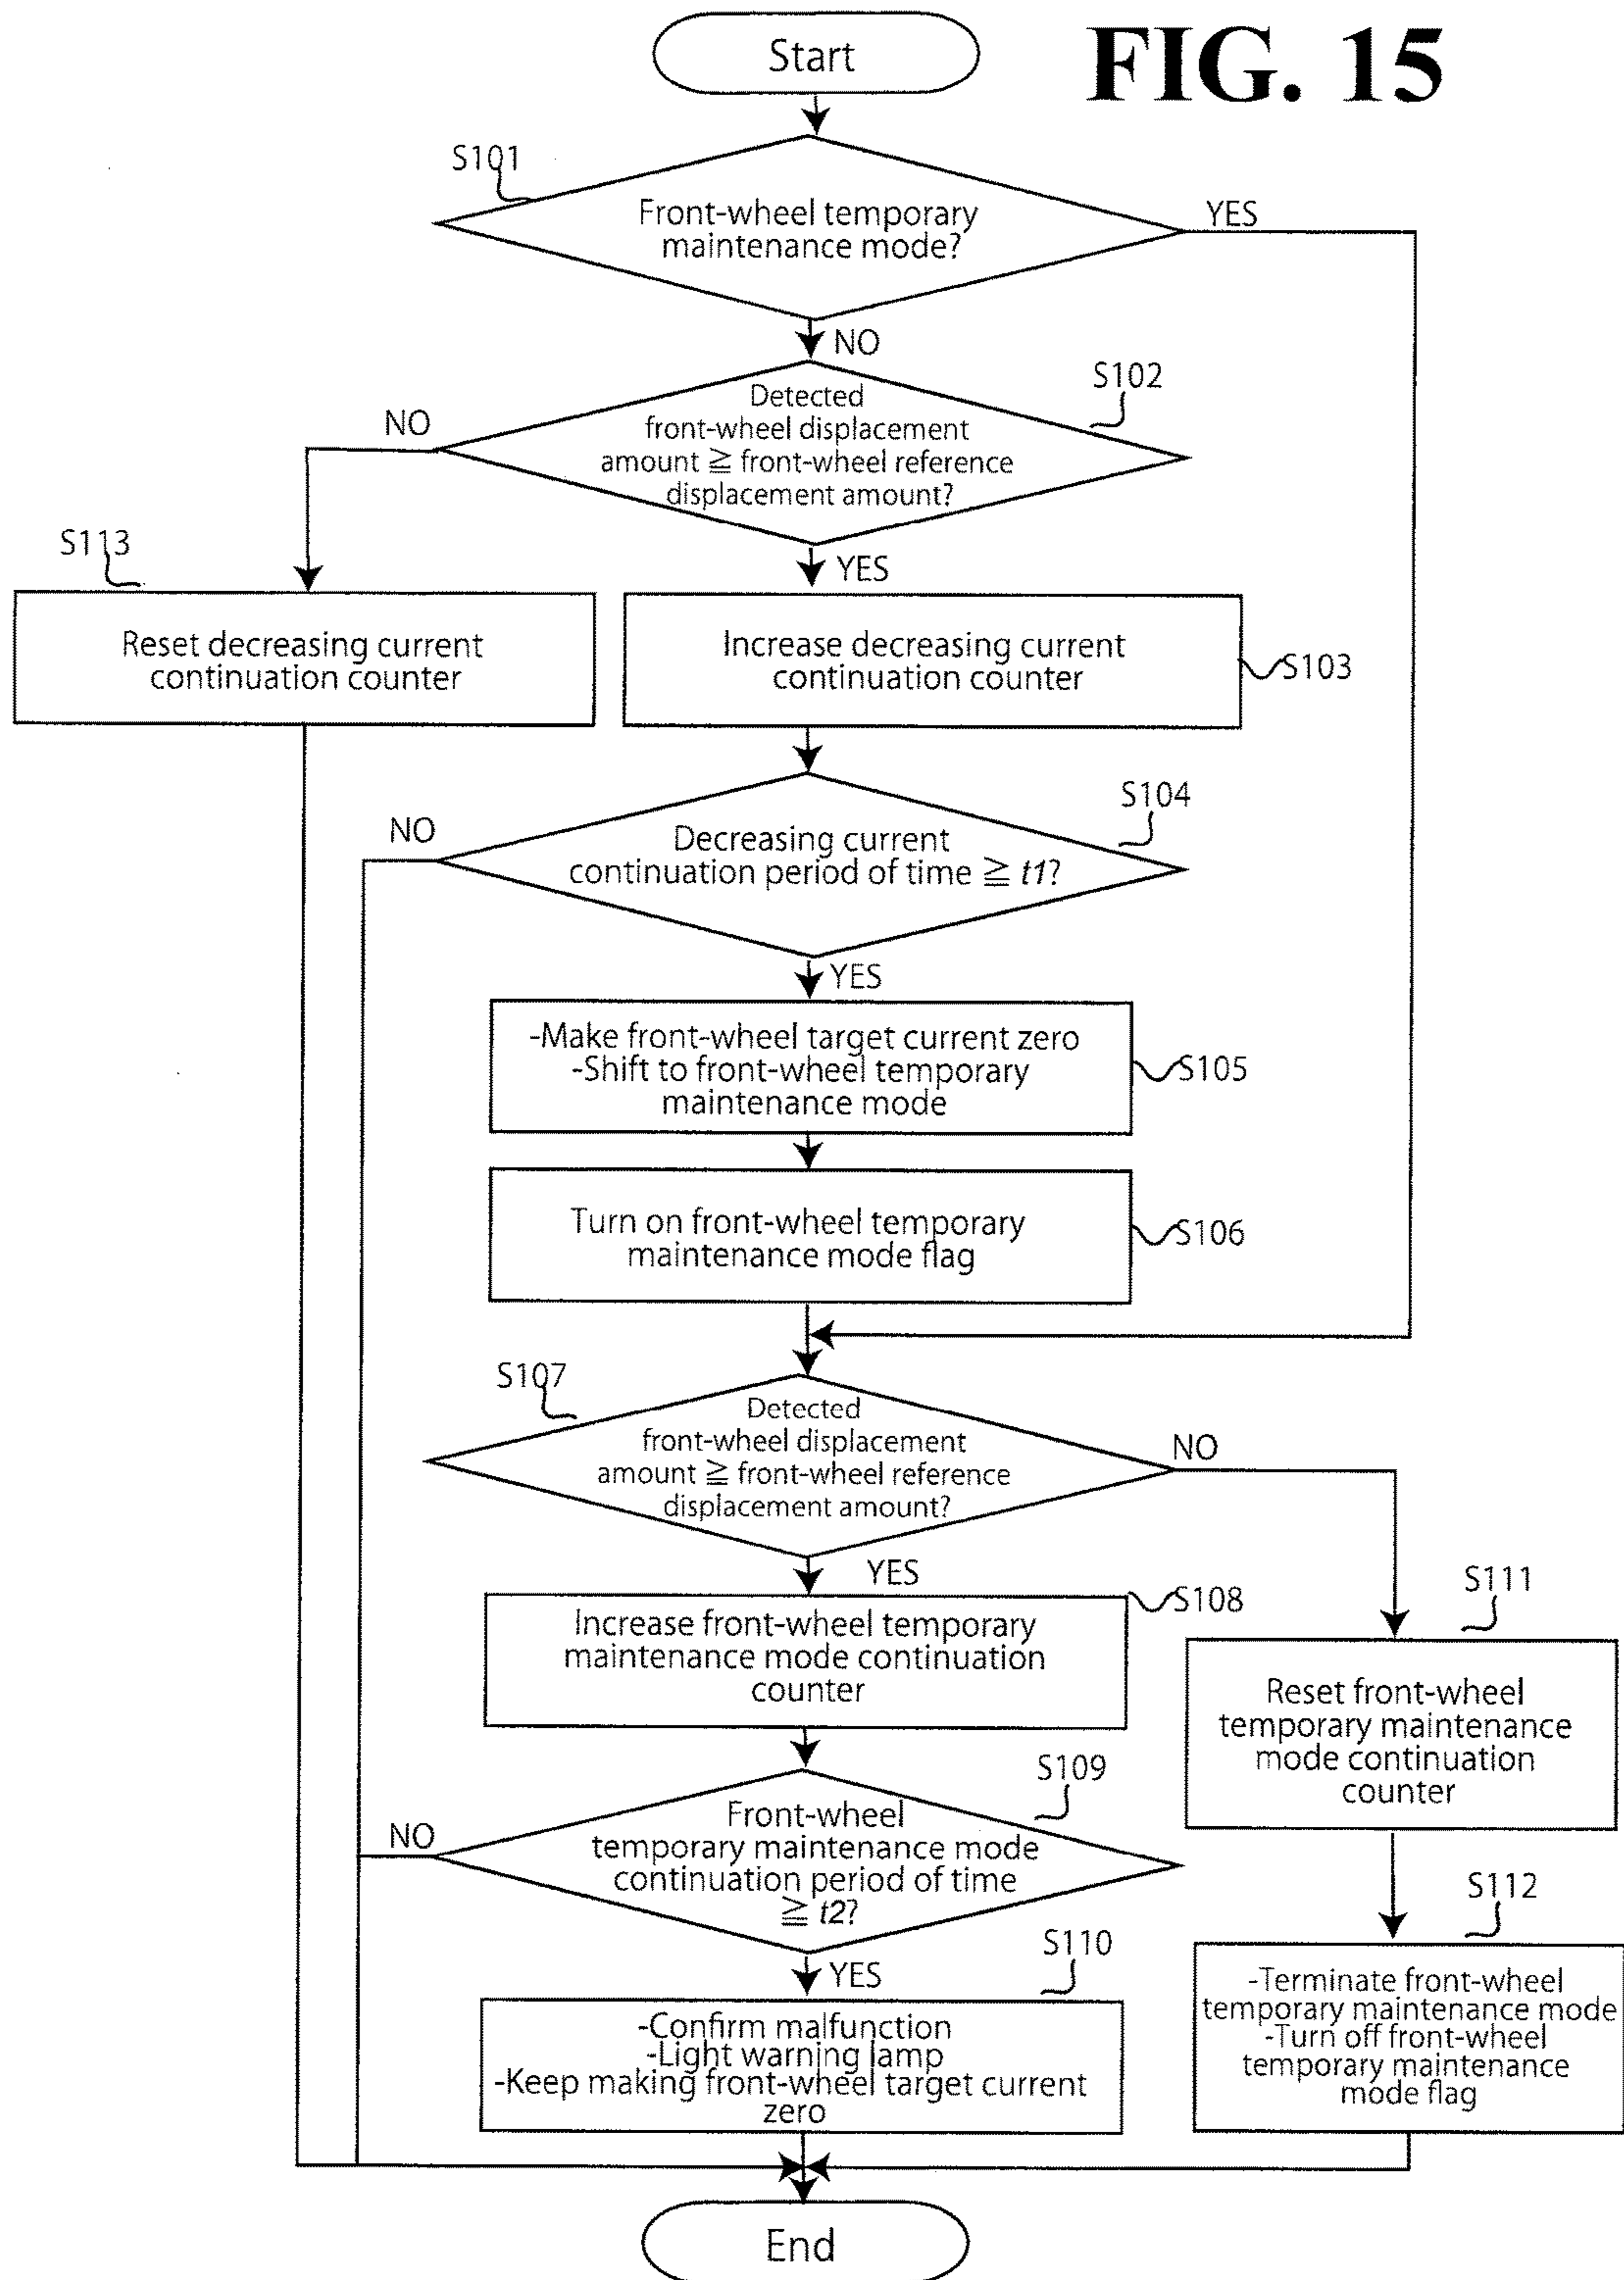 Start
FIG. 15
S101
Front-wheel temporary
maintenance mode?
YES
NO
S102
Detected
front-wheel displacement
amount ≧ front-wheel reference
displacement amount?
NO
S113
YES
Reset decreasing current
continuation counter
Increase decreasing current
continuation counter
S103
S104
NO
Decreasing current
continuation period of time ≧ t1?
YES
-Make front-wheel target current zero
-Shift to front-wheel temporary
maintenance mode
S105
Turn on front-wheel temporary
maintenance mode flag
S106
S107
Detected
front-wheel displacement
amount ≧ front-wheel reference
displacement amount?
NO
YES
S108
Increase front-wheel temporary
maintenance mode continuation
counter
S111
Reset front-wheel
temporary maintenance
mode continuation
counter
S109
NO
Front-wheel
temporary maintenance mode
continuation period of time
≧ t2?
S112
YES
S110
-Confirm malfunction
-Light warning lamp
-Keep making front-wheel target current
zero
-Terminate front-wheel
temporary maintenance mode
-Turn off front-wheel
temporary maintenance
mode flag
End